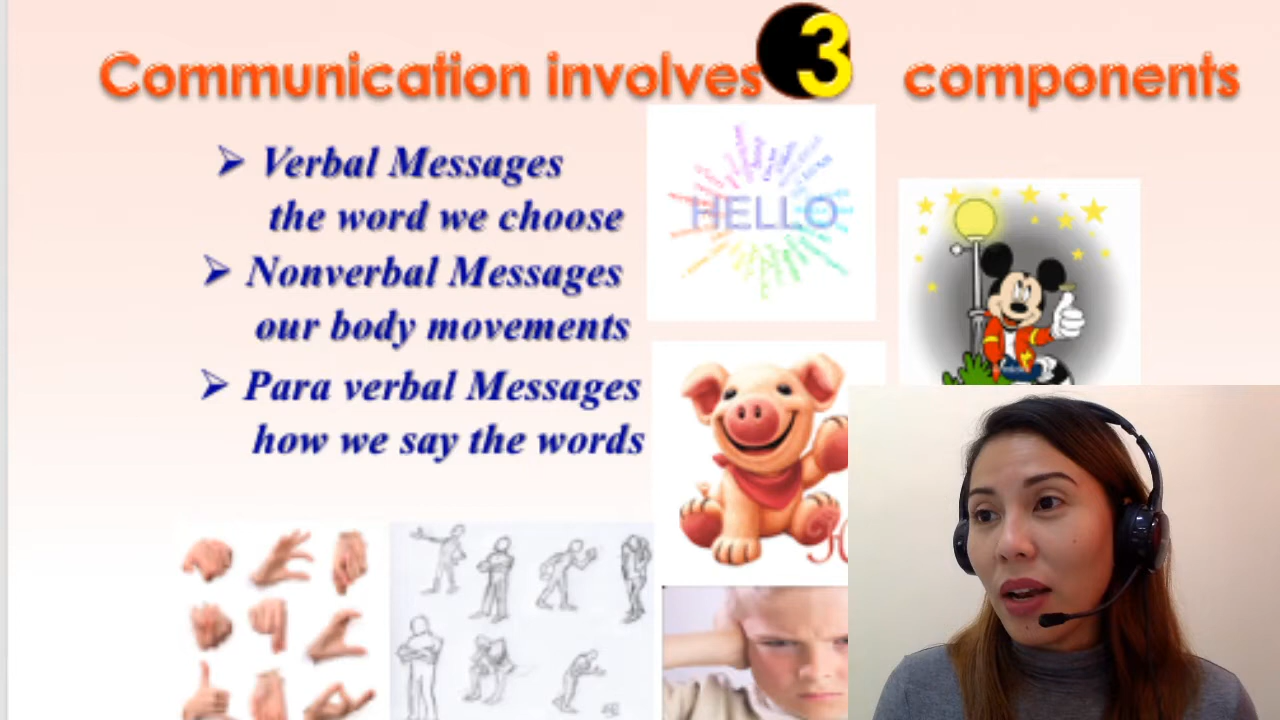 Communication involves 3 components
➢ Verbal Messages
the word we choose
➢ Nonverbal Messages
our body movements
➢ Para verbal Messages
how we say the words
HELLO